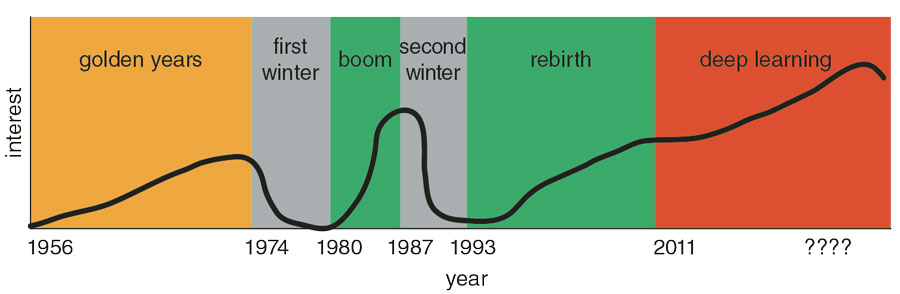 golden years
first
winter
boom
second
winter
rebirth
deep learning
interest
1956
1974
1980
1987
1993
2011
????
year